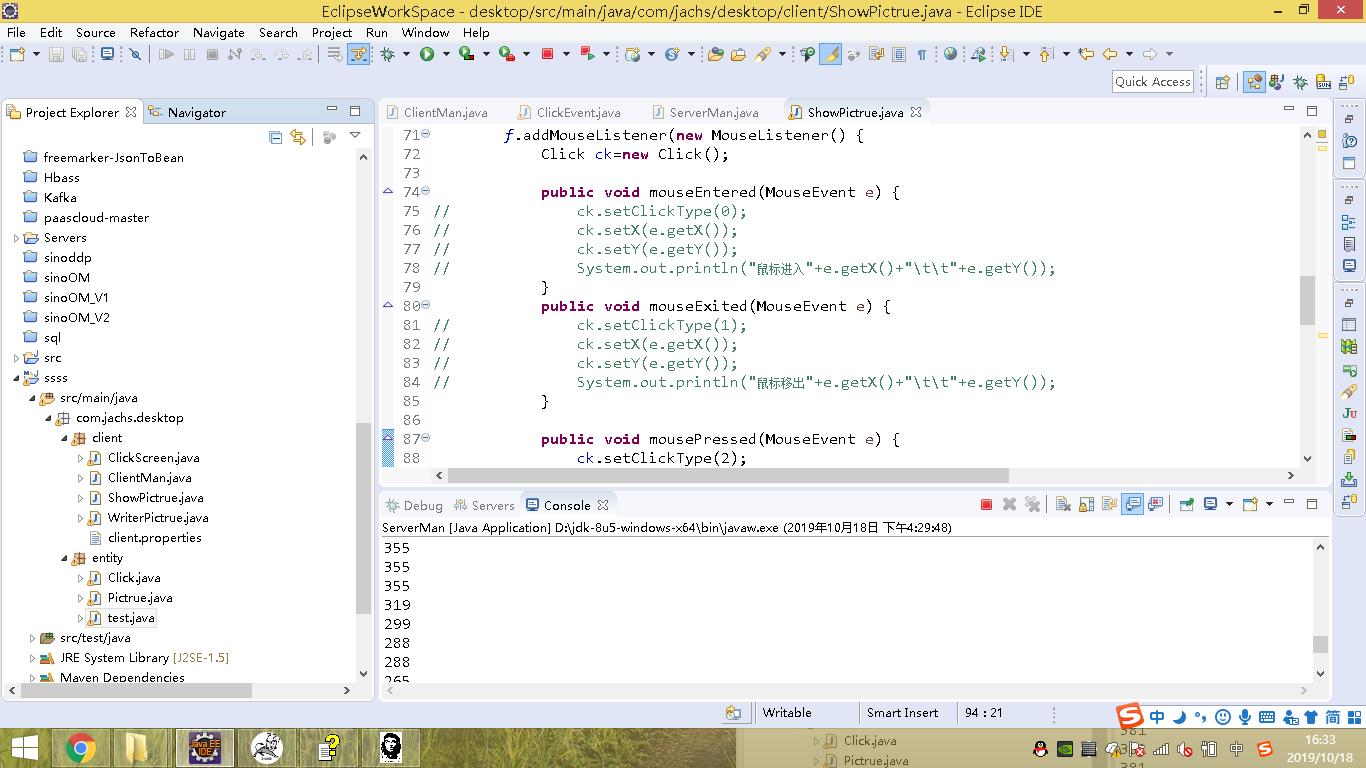 EclipseWorkSpace - desktop/src/main/java/com/jachs/desktop/client/ShowPictrue.java - Eclipse IDE
File Edit Source Refactor Navigate Search Project Run Window Help
Quick Access
Project Explorer Navigator
freemarker-JsonToBean
Hbass
Kafka
paascloud-master
Servers
sinoddp
sinoOM
sinoOM_V1
sinoOM_V2
sql
src
ssss
src/main/java
com.jachs.desktop
client
ClickScreen.java
ClientMan.java
ShowPictrue.java
WriterPictrue.java
client.properties
entity
Click.java
Pictrue.java
test.java
src/test/java
JRE System Library [J2SE-1.5]
Maven Dependencies
ClientMan.java ClickEvent.java ServerMan.java ShowPictrue.java
71 f.addMouseListener(new MouseListener() {
72 Click ck=new Click();
73
74 public void mouseEntered(MouseEvent e) {
75 // ck.setClickType(0);
76 // ck.setX(e.getX());
77 // ck.setY(e.getY());
78 // System.out.println("鼠标进入"+e.getX()+"\t\t"+e.getY());
79 }
80 public void mouseExited(MouseEvent e) {
81 // ck.setClickType(1);
82 // ck.setX(e.getX());
83 // ck.setY(e.getY());
84 // System.out.println("鼠标移出"+e.getX()+"\t\t"+e.getY());
85 }
86
87 public void mousePressed(MouseEvent e) {
88 ck.setClickType(2);
Debug Servers Console
ServerMan [Java Application] D:\jdk-8u5-windows-x64\bin\javaw.exe (2019年10月18日 下午4:29:48)
355
355
355
319
299
288
288
265
Writable Smart Insert 94 : 21
中 简
Click.java
Pictrue.java
381
381
中
16:33
2019/10/18